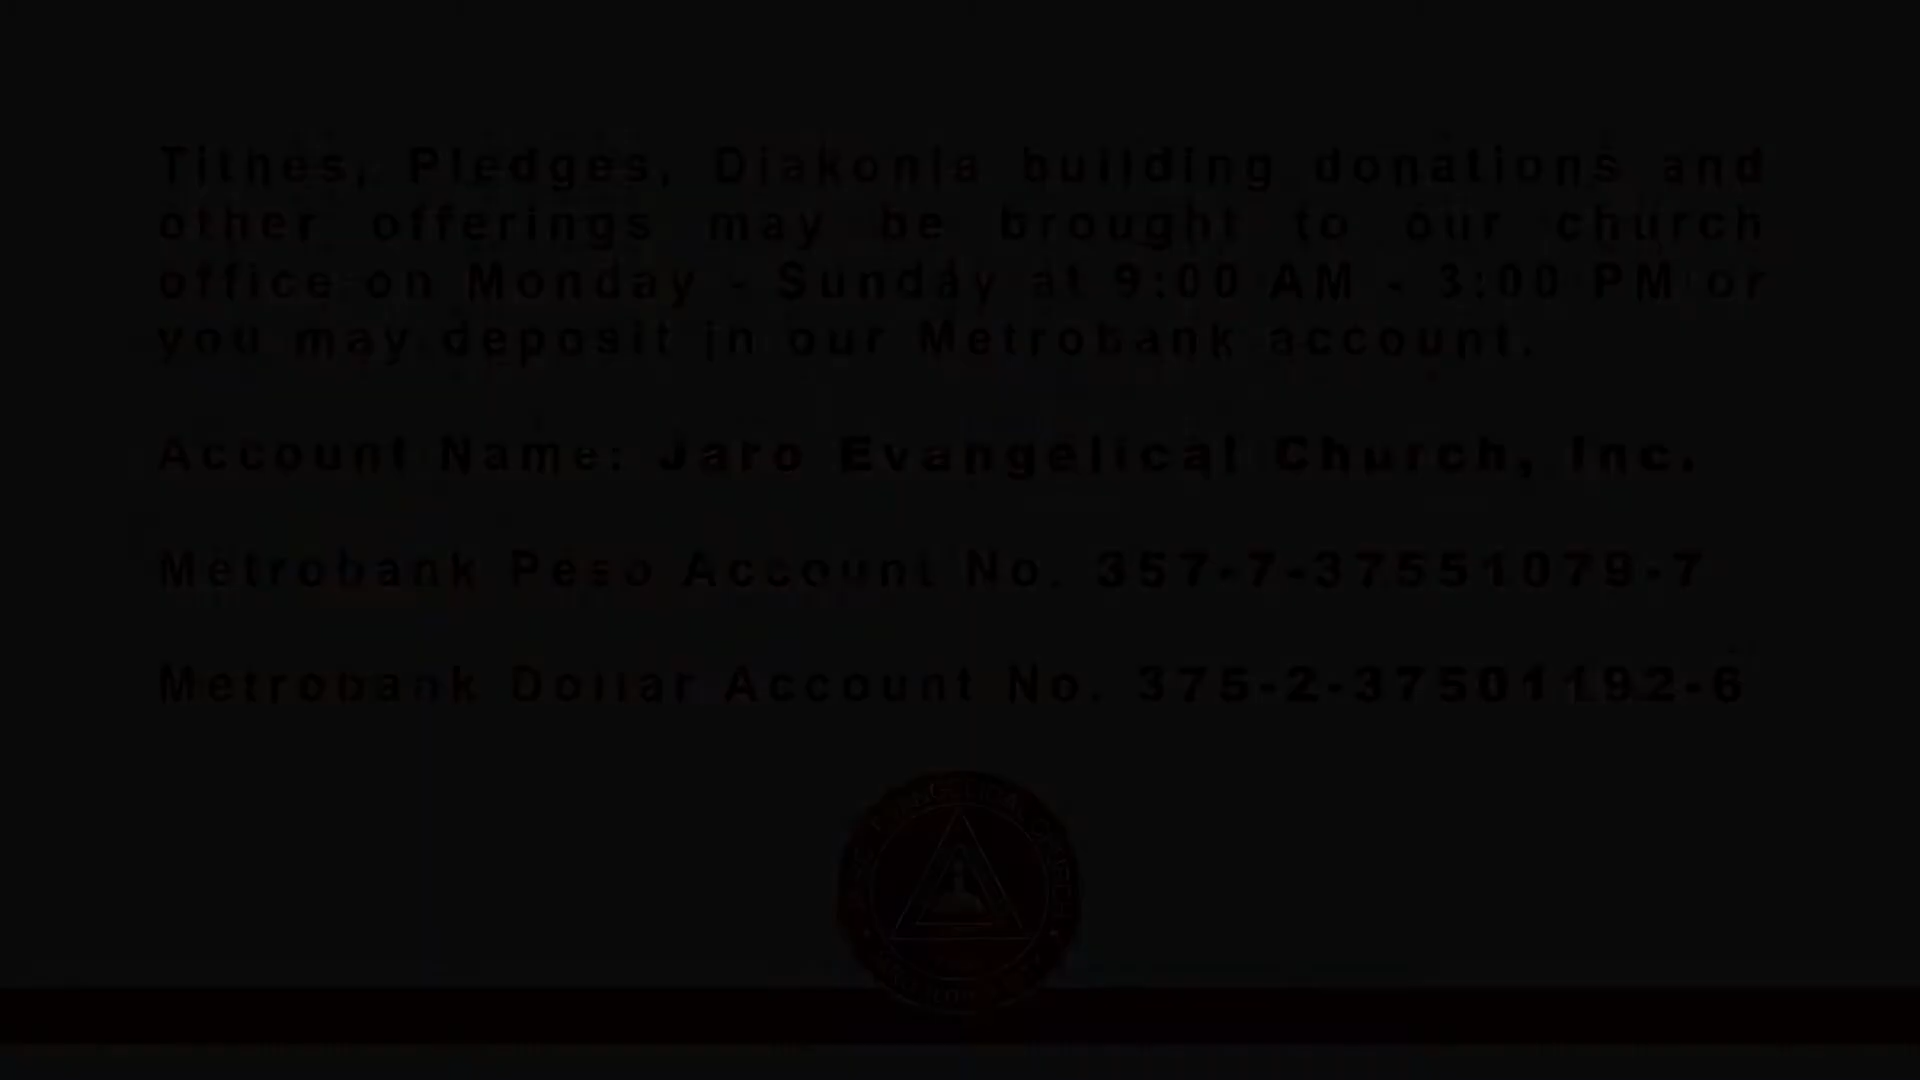 Tithes, Pledges, Diakonia building donations and
other offerings may be brought to our church
office on Monday - Sunday at 9:00 AM - 3:00 PM or
you may deposit in our Metrobank account.
Account Name: Jaro Evangelical Church, Inc.
Metrobank Peso Account No. 357-7-37551079-7
Metrobank Dollar Account No. 375-2-37501192-6